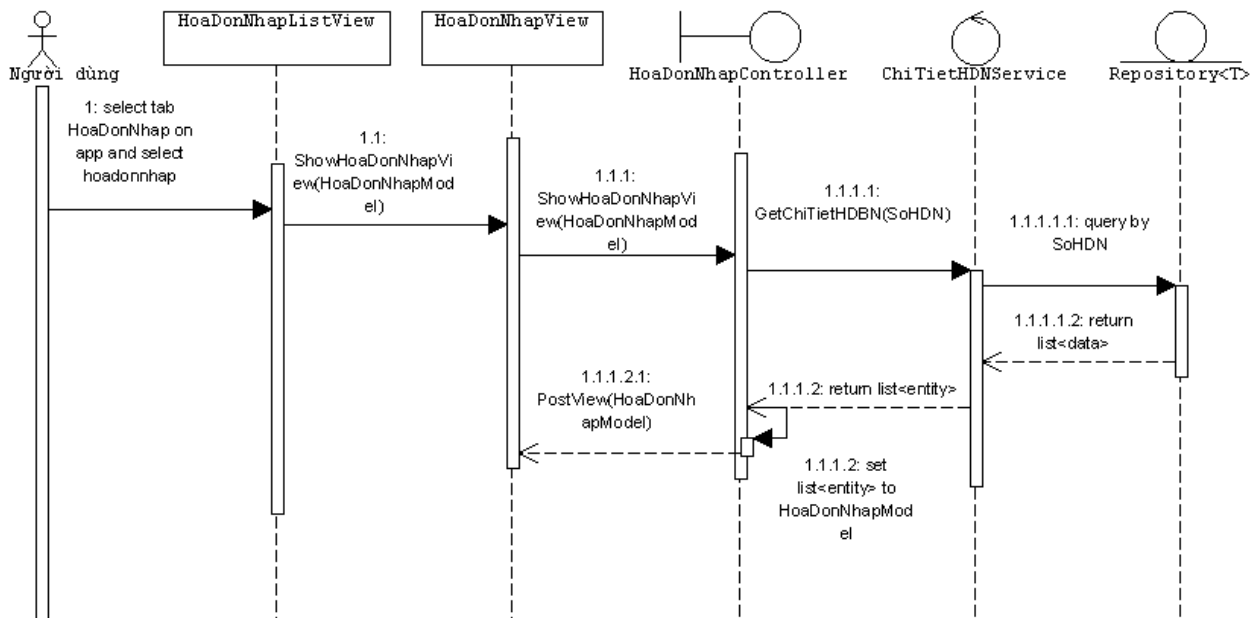 HoaDonNhapListView
HoaDonNhapView
Người dùng
HoaDonNhapController
ChiTietHDNService
Repository<T>
1: select tab
HoaDonNhap on
app and select
hoadonnhap
1.1:
ShowHoaDonNhapVi
ew(HoaDonNhapMod
el)
1.1.1:
ShowHoaDonNhapVi
ew(HoaDonNhapMod
el)
1.1.1.1:
GetChiTietHDBN(SoHDN)
1.1.1.1.1: query by
SoHDN
1.1.1.1.2: return
list<data>
1.1.1.2: return list<entity>
1.1.1.2.1:
PostView(HoaDonNh
apModel)
1.1.1.2: set
list<entity> to
HoaDonNhapMod
el